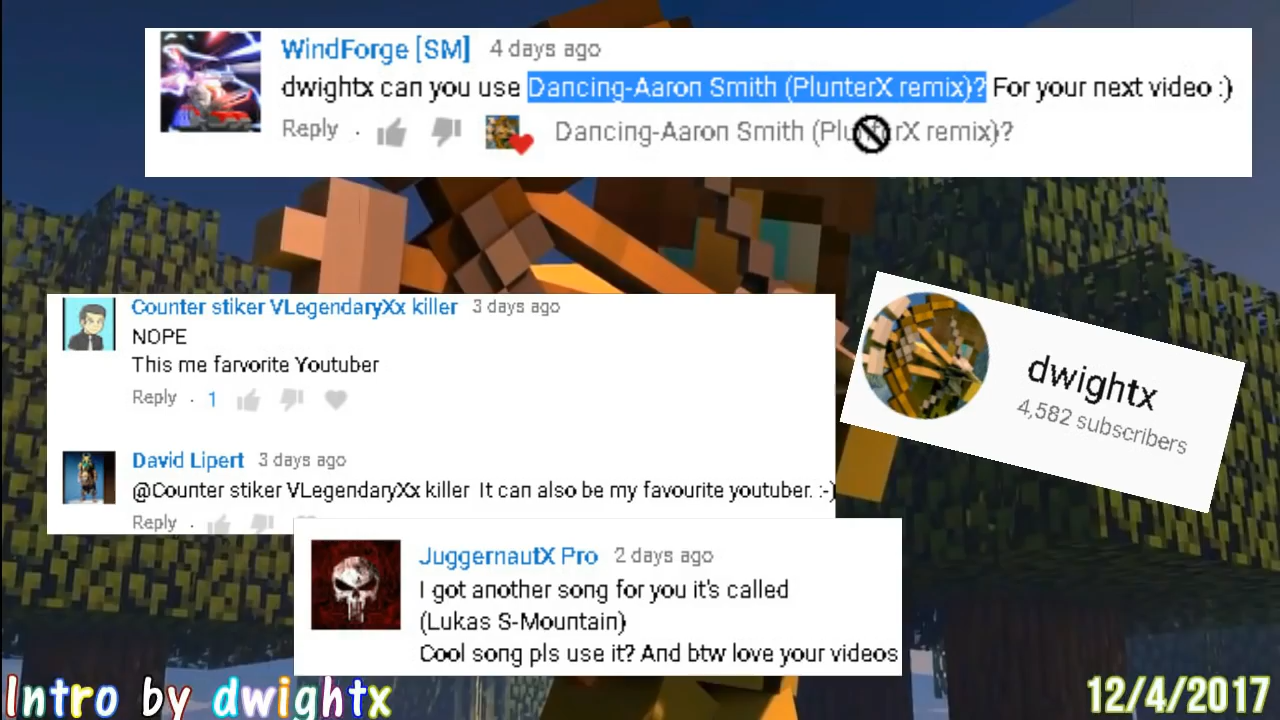 WindForge [SM] 4 days ago
dwightx can you use Dancing-Aaron Smith (PlunterX remix)? For your next video :)
Reply · Dancing-Aaron Smith (PlunterX remix)?
Counter stiker VLegendaryXx killer 3 days ago
NOPE
This me farvorite Youtuber
Reply · 1
David Lipert 3 days ago
@Counter stiker VLegendaryXx killer It can also be my favourite youtuber. :-)
Reply ·
dwightx
4,582 subscribers
JuggernautX Pro 2 days ago
I got another song for you it's called
(Lukas S-Mountain)
Cool song pls use it? And btw love your videos
Intro by dwightx
12/4/2017